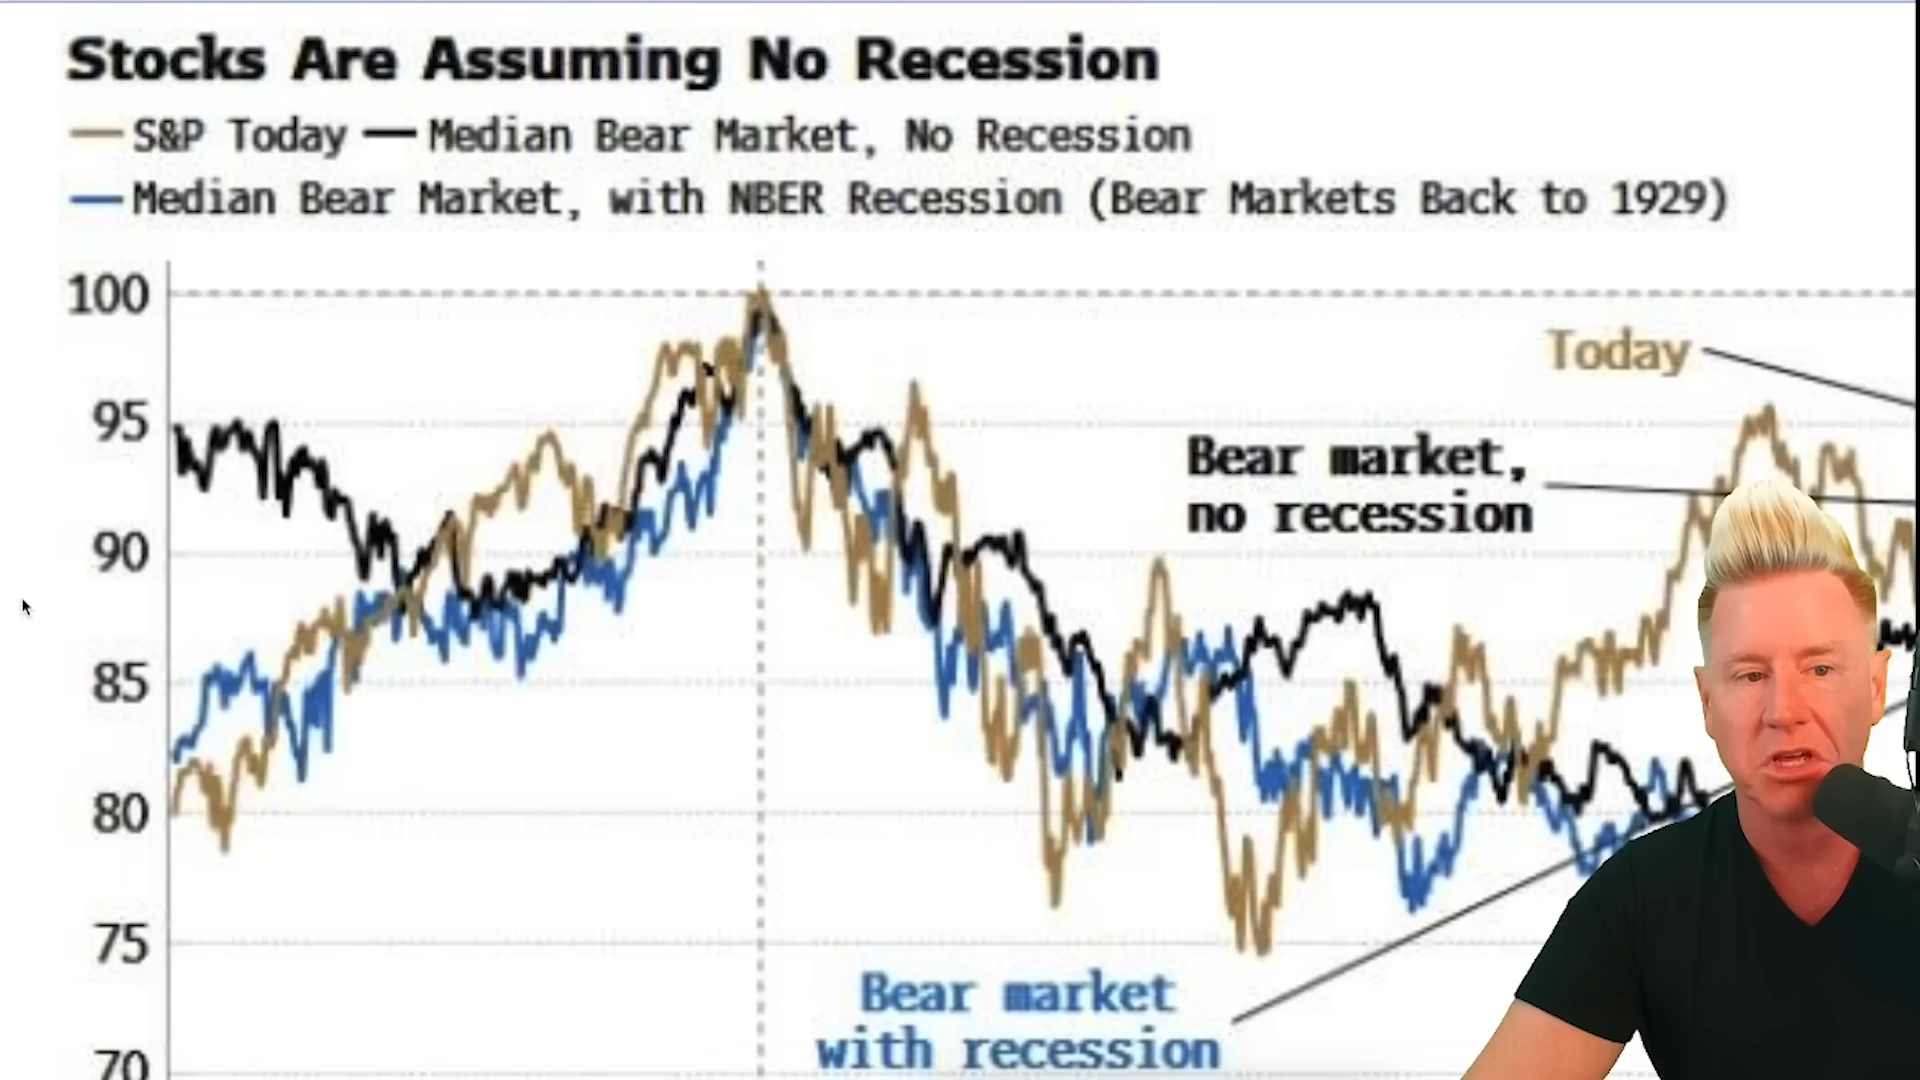 Stocks Are Assuming No Recession
S&P Today Median Bear Market, No Recession
Median Bear Market, with NBER Recession (Bear Markets Back to 1929)
100
Today
95
Bear market,
no recession
90
85
80
75
Bear market
with recession
70